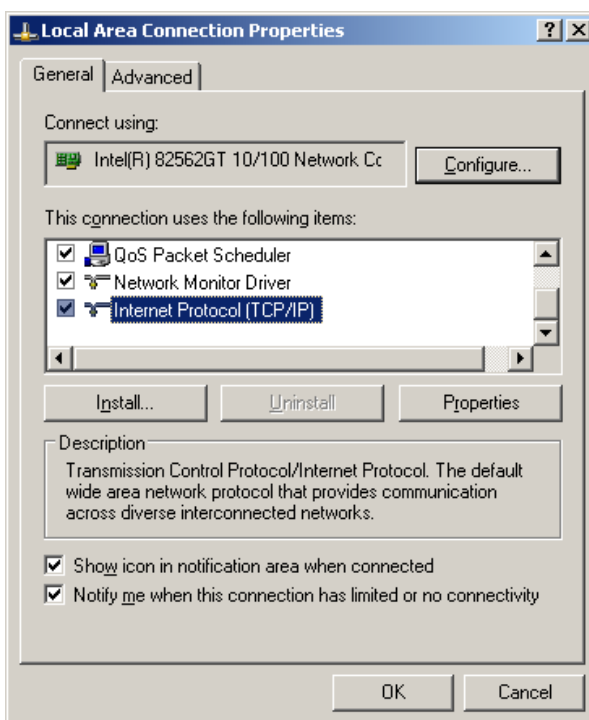 Local Area Connection Properties
General Advanced
Connect using:
Intel(R) 82562GT 10/100 Network Cc
Configure...
This connection uses the following items:
QoS Packet Scheduler
Network Monitor Driver
Internet Protocol (TCP/IP)
Install... Uninstall Properties
Description
Transmission Control Protocol/Internet Protocol. The default
wide area network protocol that provides communication
across diverse interconnected networks.
Show icon in notification area when connected
Notify me when this connection has limited or no connectivity
OK Cancel